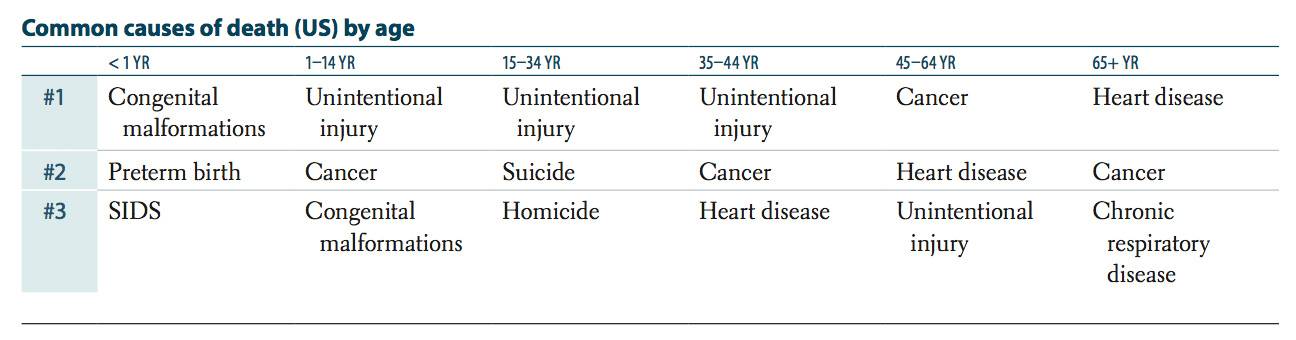 Common causes of death (US) by age
< 1 YR 1–14 YR 15–34 YR 35–44 YR 45–64 YR 65+ YR
#1 Congenital Unintentional Unintentional Unintentional Cancer Heart disease
malformations injury injury injury
#2 Preterm birth Cancer Suicide Cancer Heart disease Cancer
#3 SIDS Congenital Homicide Heart disease Unintentional Chronic
malformations injury respiratory
disease